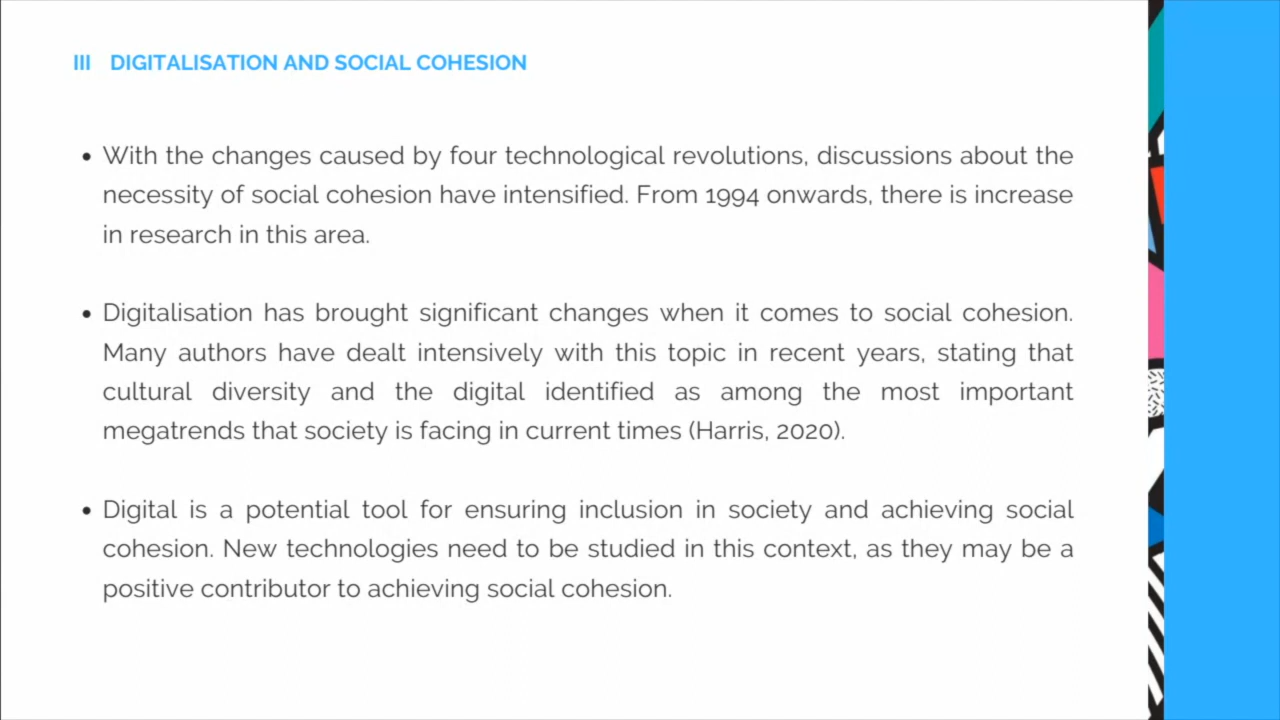 III DIGITALISATION AND SOCIAL COHESION
• With the changes caused by four technological revolutions, discussions about the
necessity of social cohesion have intensified. From 1994 onwards, there is increase
in research in this area.
• Digitalisation has brought significant changes when it comes to social cohesion.
Many authors have dealt intensively with this topic in recent years, stating that
cultural diversity and the digital identified as among the most important
megatrends that society is facing in current times (Harris, 2020).
• Digital is a potential tool for ensuring inclusion in society and achieving social
cohesion. New technologies need to be studied in this context, as they may be a
positive contributor to achieving social cohesion.